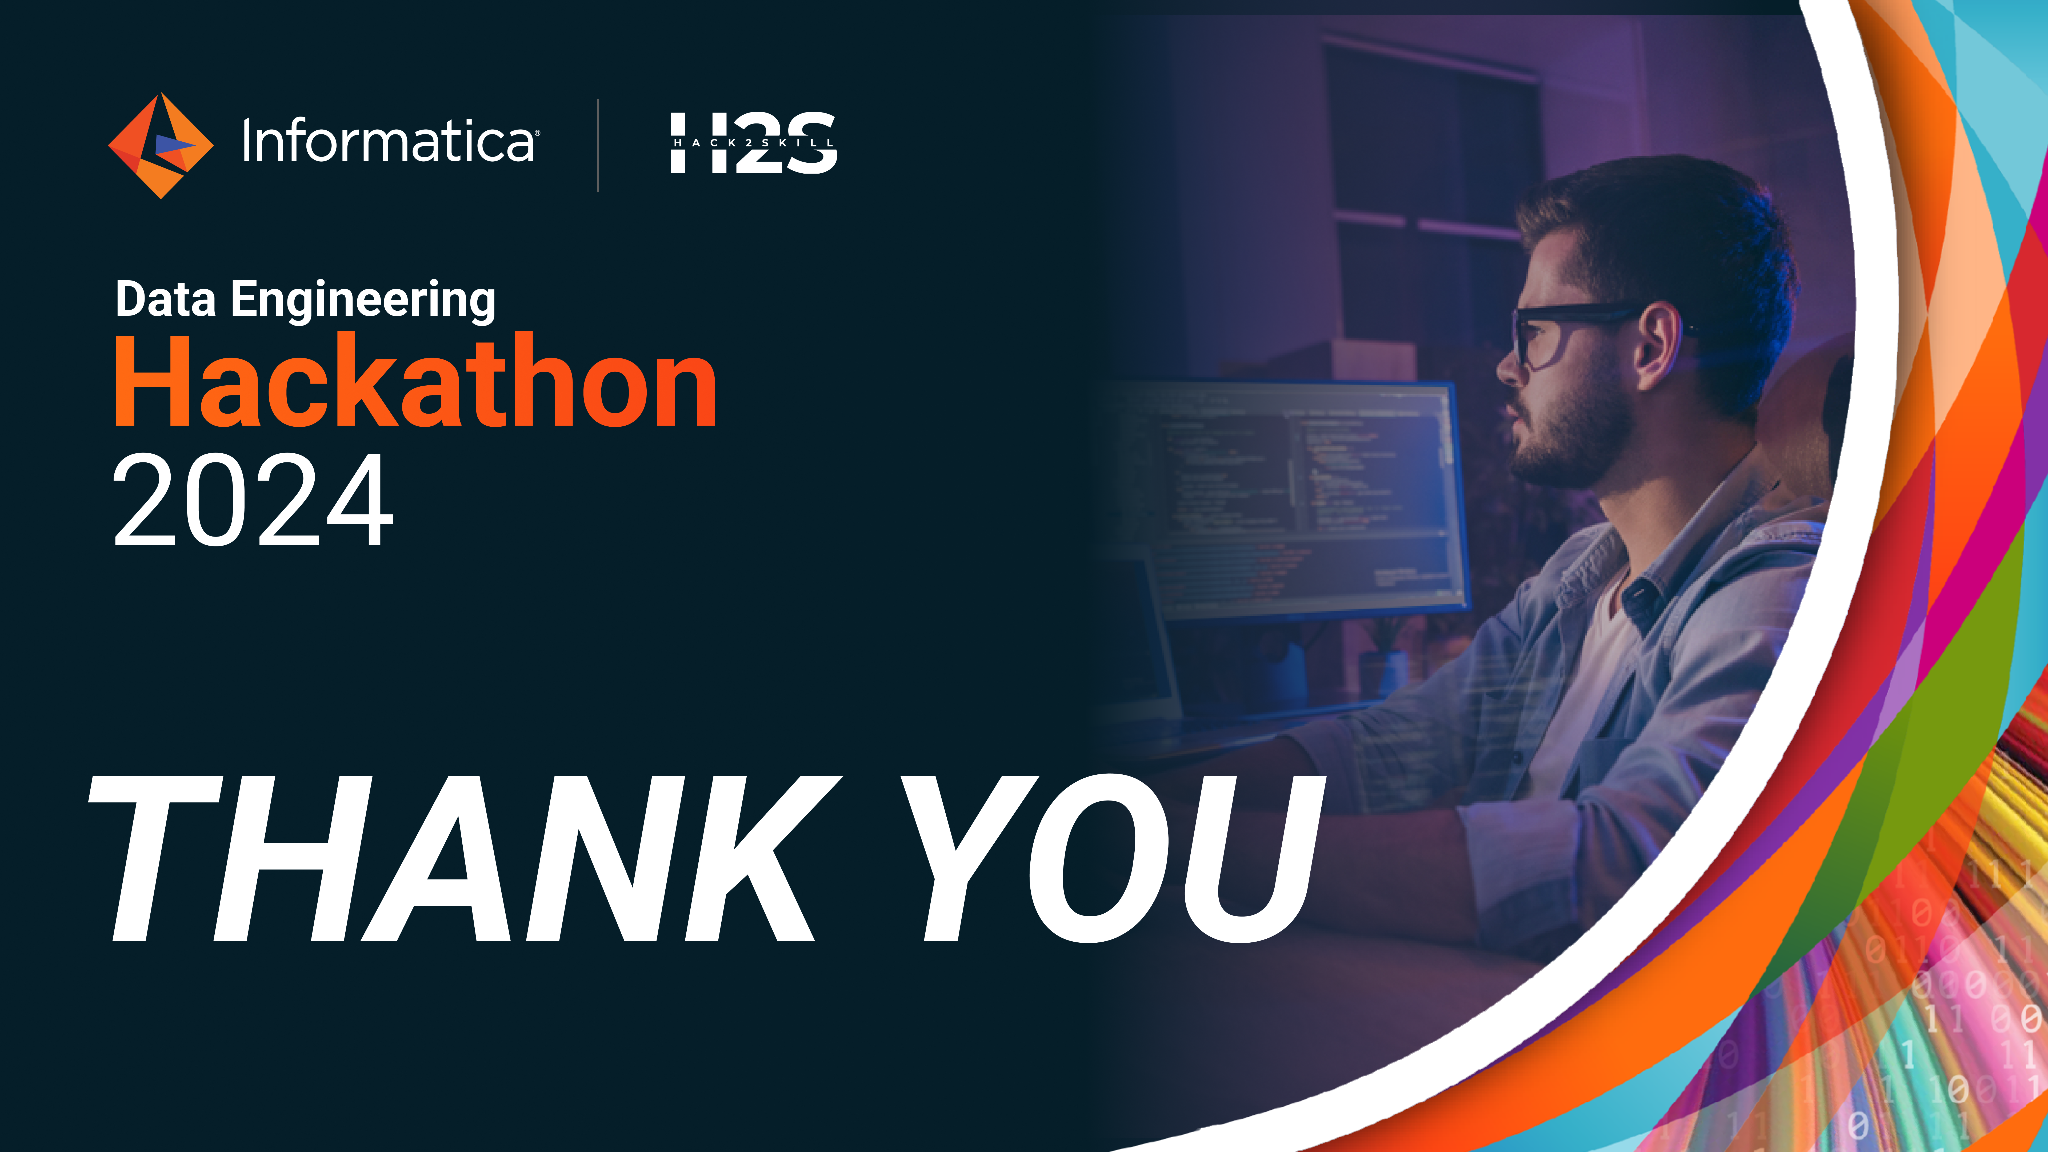 Informatica®
H2S
HACK2SKILL
Data Engineering
Hackathon
2024
THANK YOU